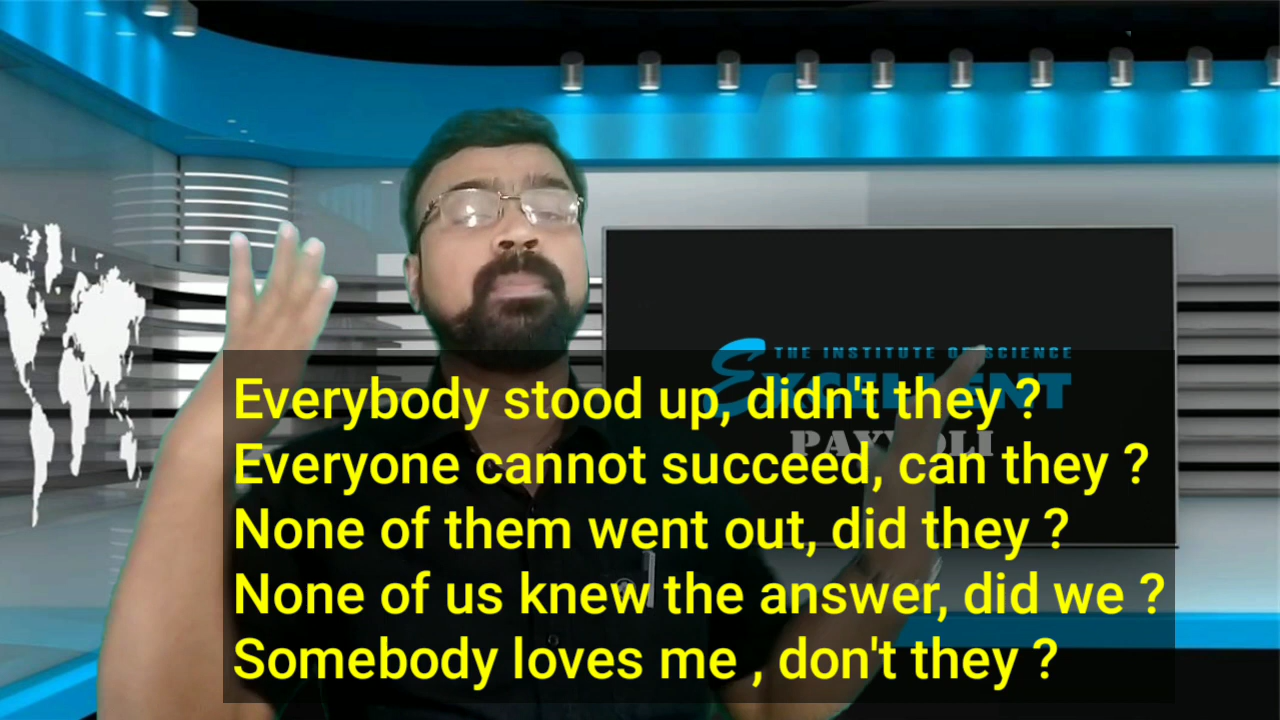 THE INSTITUTE OF SCIENCE
EXCELLENT
Everybody stood up, didn't they ?
Everyone cannot succeed, can they ?
None of them went out, did they ?
None of us knew the answer, did we ?
Somebody loves me , don't they ?